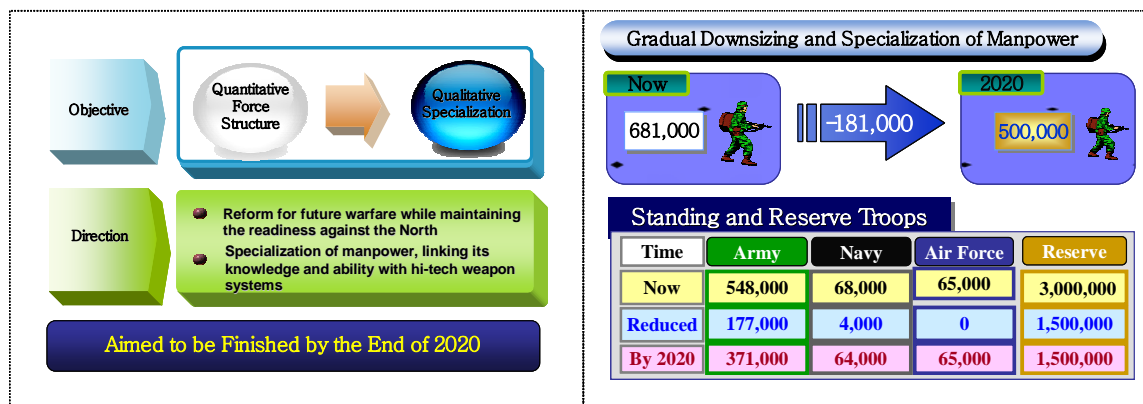 Objective
Quantitative
Force
Structure
Qualitative
Specialization
Direction
Reform for future warfare while maintaining
the readiness against the North
Specialization of manpower, linking its
knowledge and ability with hi-tech weapon
systems
Aimed to be Finished by the End of 2020
Gradual Downsizing and Specialization of Manpower
Now
681,000
-181,000
2020
500,000
Standing and Reserve Troops
Time Army Navy Air Force Reserve
Now 548,000 68,000 65,000 3,000,000
Reduced 177,000 4,000 0 1,500,000
By 2020 371,000 64,000 65,000 1,500,000